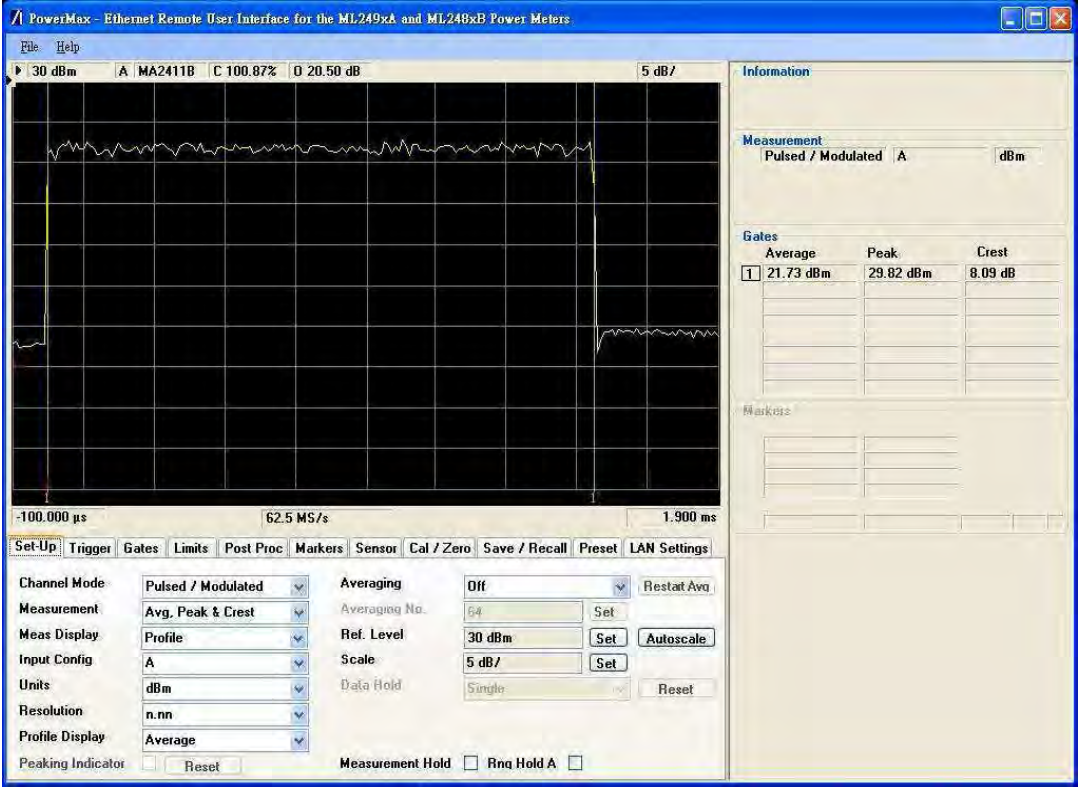 PowerMax - Ethernet Remote User Interface for the ML249xA and ML248xB Power Meters
File Help
30 dBm A MA2411B C 100.87% O 20.50 dB 5 dB/
Information
Measurement
Pulsed / Modulated A dBm
Gates
Average Peak Crest
1 21.73 dBm 29.82 dBm 8.09 dB
Markers
1 1'
-100.000 µs 62.5 MS/s 1.900 ms
Set-Up Trigger Gates Limits Post Proc Markers Sensor Cal / Zero Save / Recall Preset LAN Settings
Channel Mode Pulsed / Modulated Averaging Off Restart Avg
Measurement Avg, Peak & Crest Averaging No. 64 Set
Meas Display Profile Ref. Level 30 dBm Set Autoscale
Input Config A Scale 5 dB/ Set
Units dBm Data Hold Single Reset
Resolution n.nn
Profile Display Average
Peaking Indicator Reset Measurement Hold Rng Hold A